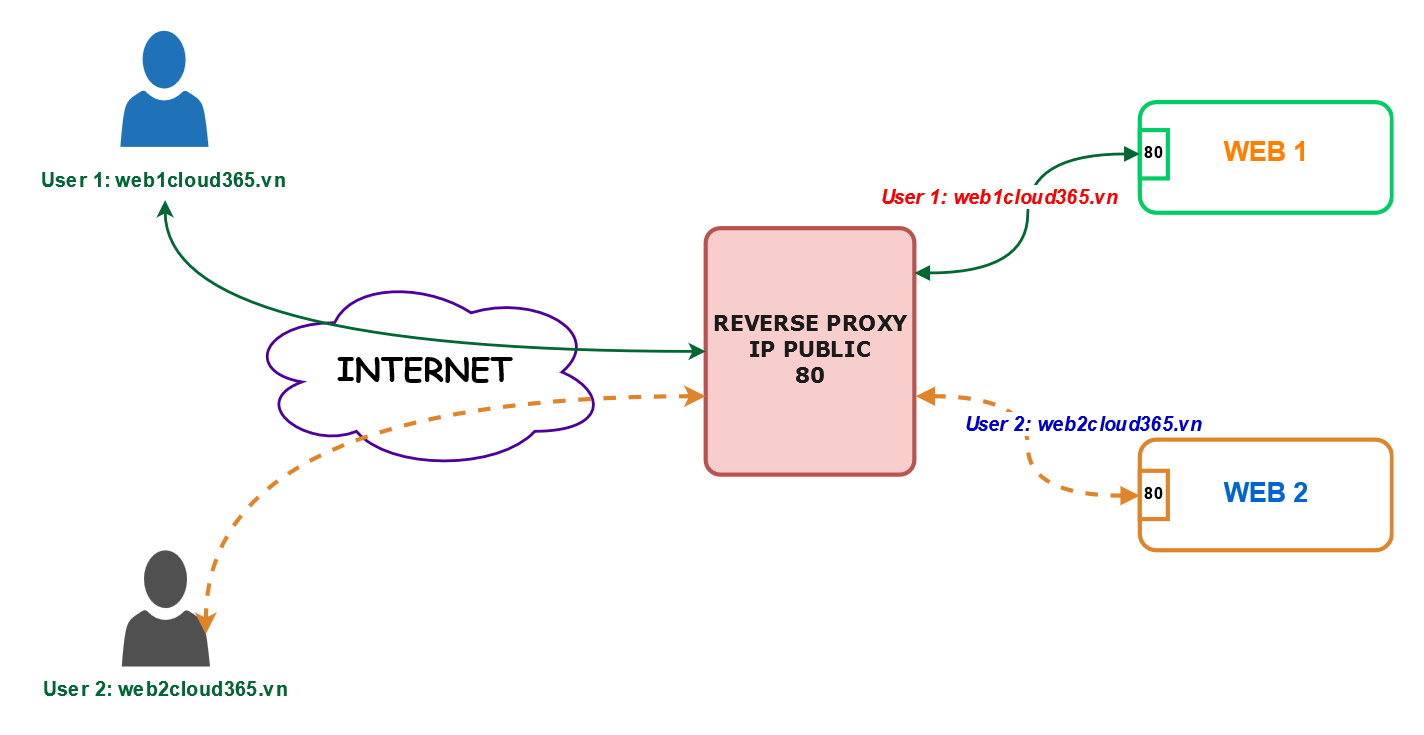 User 1: web1cloud365.vn
80
WEB 1
User 1: web1cloud365.vn
REVERSE PROXY
IP PUBLIC
80
INTERNET
User 2: web2cloud365.vn
80
WEB 2
User 2: web2cloud365.vn